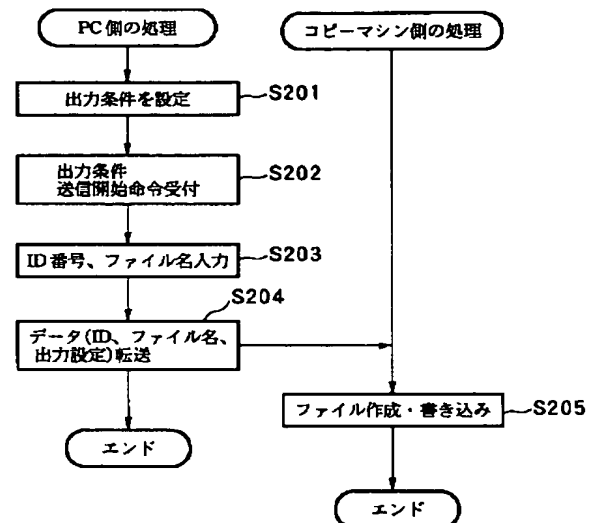 PC側の処理
コピーマシン側の処理
出力条件を設定
S201
出力条件
送信開始命令受付
S202
ID番号、ファイル名入力
S203
S204
データ(ID、ファイル名、
出力設定)転送
ファイル作成・書き込み
S205
エンド
エンド